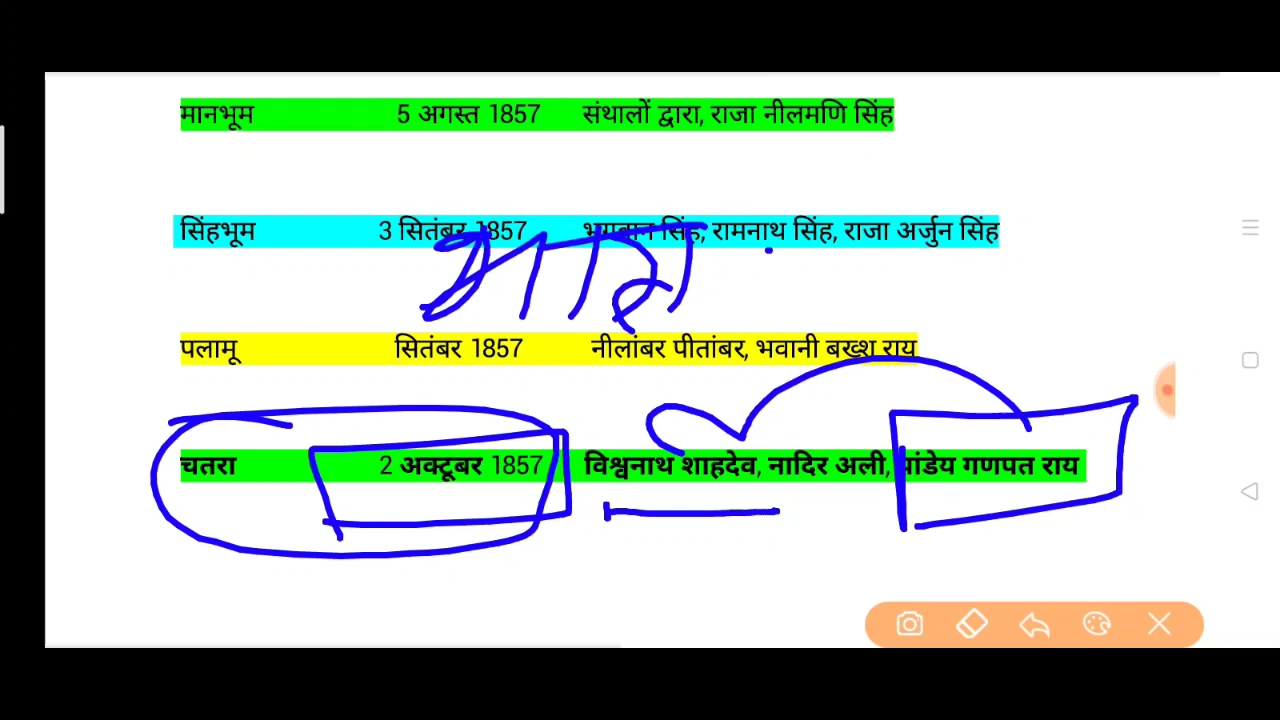 मानभूम 5 अगस्त 1857 संथालों द्वारा, राजा नीलमणि सिंह
सिंहभूम 3 सितंबर 1857 भगवान सिंह, रामनाथ सिंह, राजा अर्जुन सिंह
पलामू सितंबर 1857 नीलांबर पीतांबर, भवानी बख्श राय
चतरा 2 अक्टूबर 1857 विश्वनाथ शाहदेव, नादिर अली, पांडेय गणपत राय